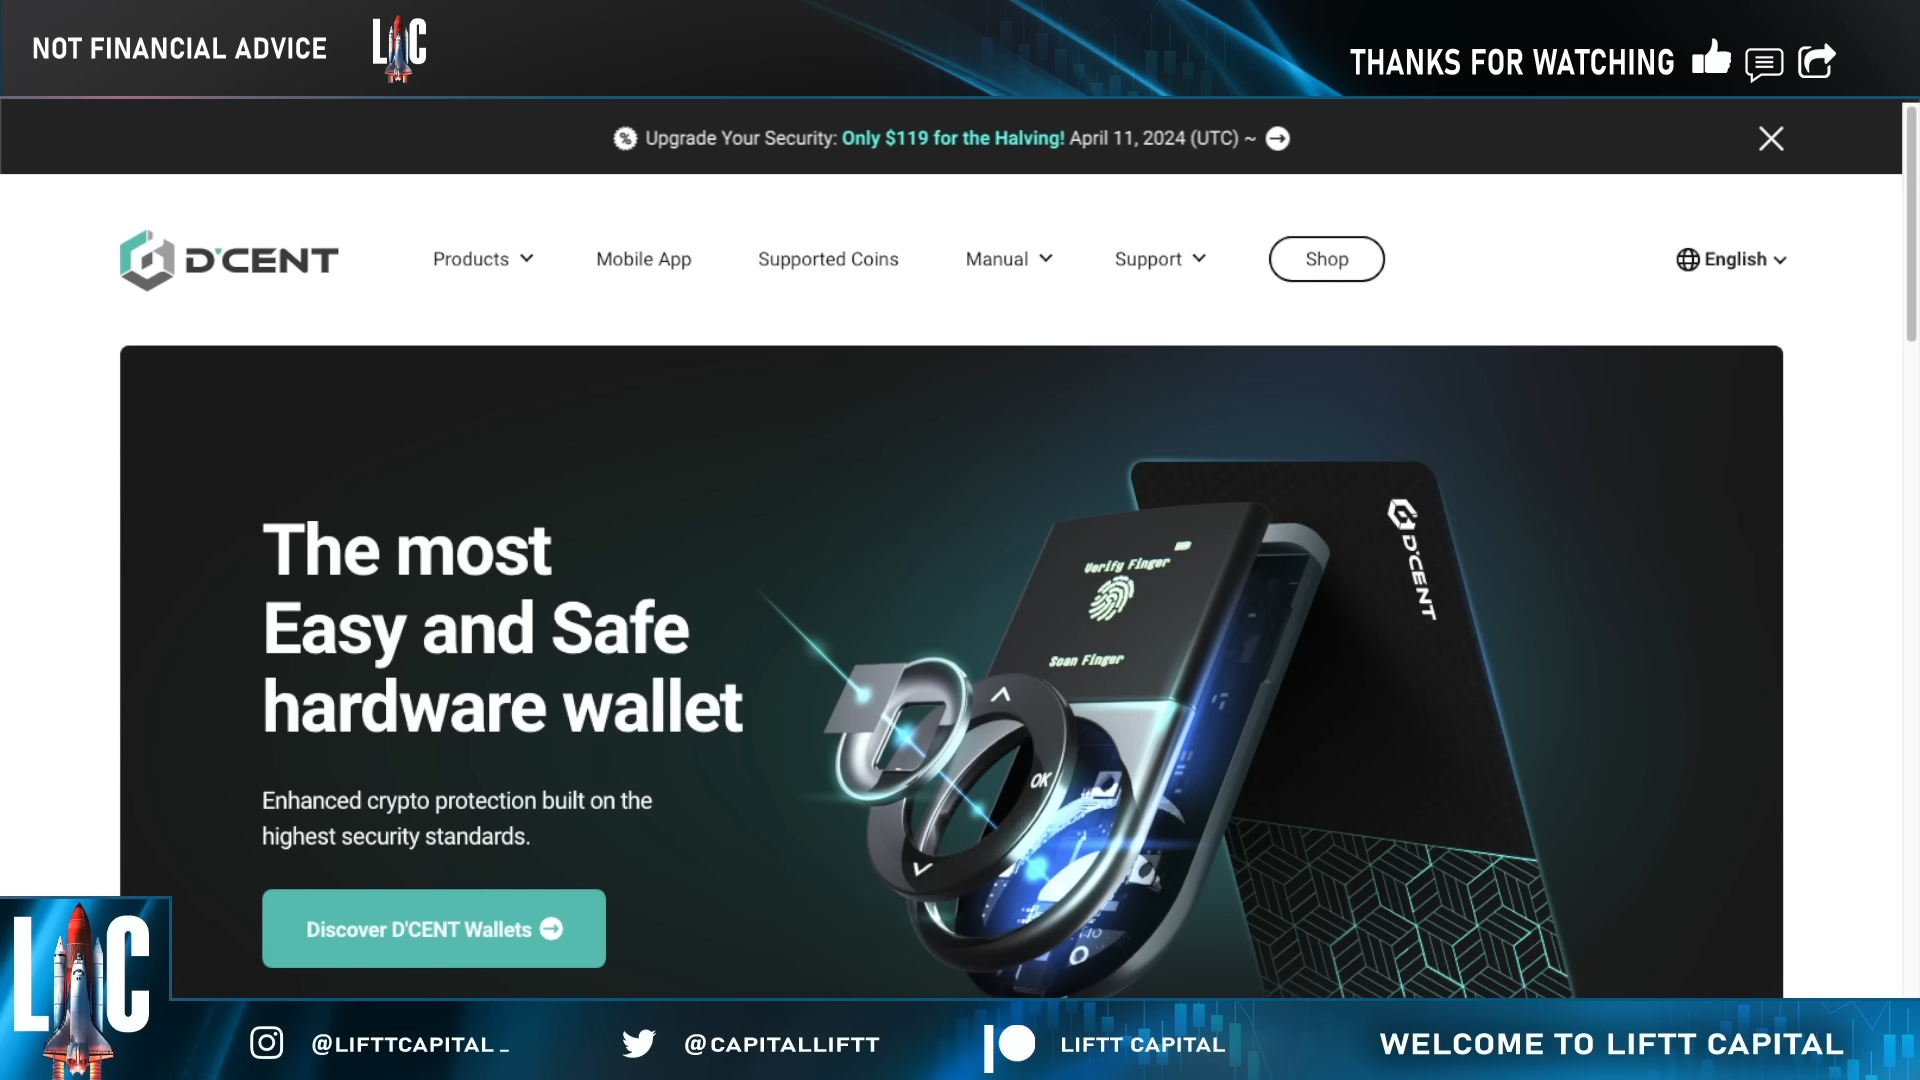 NOT FINANCIAL ADVICE
LC
THANKS FOR WATCHING
Upgrade Your Security: Only $119 for the Halving! April 11, 2024 (UTC) ~
D'CENT
Products
Mobile App
Supported Coins
Manual
Support
Shop
English
The most
Easy and Safe
hardware wallet
Enhanced crypto protection built on the
highest security standards.
Discover D'CENT Wallets
Verify Finger
Scan Finger
OK
D'CENT
LC
@LIFTTCAPITAL_
@CAPITALLIFTT
LIFTT CAPITAL
WELCOME TO LIFTT CAPITAL